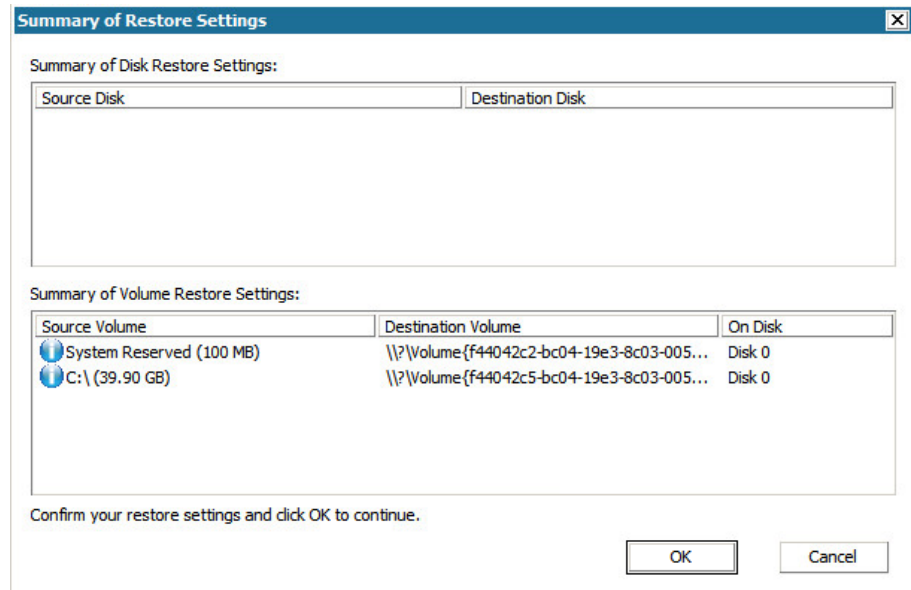 Summary of Restore Settings
Summary of Disk Restore Settings:
Source Disk Destination Disk
Summary of Volume Restore Settings:
Source Volume Destination Volume On Disk
System Reserved (100 MB) \\?\Volume{f44042c2-bc04-19e3-8c03-005... Disk 0
C:\ (39.90 GB) \\?\Volume{f44042c5-bc04-19e3-8c03-005... Disk 0
Confirm your restore settings and click OK to continue.
OK Cancel